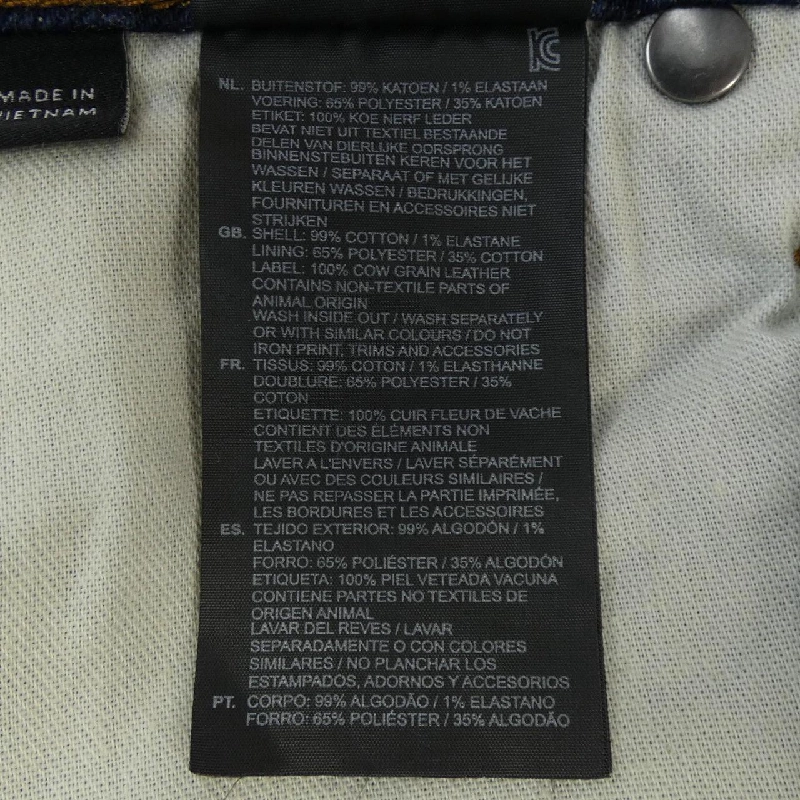 MADE IN
VIETNAM
NL. BUITENSTOF: 99% KATOEN / 1% ELASTAAN
VOERING: 65% POLYESTER / 35% KATOEN
ETIKET: 100% KOE NERF LEDER
BEVAT NIET UIT TEXTIEL BESTAANDE
DELEN VAN DIERLIJKE OORSPRONG
BINNENSTEBUITEN KEREN VOOR HET
WASSEN / SEPARAAT OF MET GELIJKE
KLEUREN WASSEN / BEDRUKKINGEN,
FOURNITUREN EN ACCESSOIRES NIET
STRIJKEN
GB. SHELL: 99% COTTON / 1% ELASTANE
LINING: 65% POLYESTER / 35% COTTON
LABEL: 100% COW GRAIN LEATHER
CONTAINS NON-TEXTILE PARTS OF
ANIMAL ORIGIN
WASH INSIDE OUT / WASH SEPARATELY
OR WITH SIMILAR COLOURS / DO NOT
IRON PRINT, TRIMS AND ACCESSORIES
FR. TISSUS: 99% COTON / 1% ELASTHANNE
DOUBLURE: 65% POLYESTER / 35%
COTON
ETIQUETTE: 100% CUIR FLEUR DE VACHE
CONTIENT DES ÉLÉMENTS NON
TEXTILES D'ORIGINE ANIMALE
LAVER A L'ENVERS / LAVER SÉPARÉMENT
OU AVEC DES COULEURS SIMILAIRES /
NE PAS REPASSER LA PARTIE IMPRIMÉE,
LES BORDURES ET LES ACCESSOIRES
ES. TEJIDO EXTERIOR: 99% ALGODÓN / 1%
ELASTANO
FORRO: 65% POLIÉSTER / 35% ALGODÓN
ETIQUETA: 100% PIEL VETEADA VACUNA
CONTIENE PARTES NO TEXTILES DE
ORIGEN ANIMAL
LAVAR DEL REVES / LAVAR
SEPARADAMENTE O CON COLORES
SIMILARES / NO PLANCHAR LOS
ESTAMPADOS, ADORNOS Y ACCESORIOS
PT. CORPO: 99% ALGODÃO / 1% ELASTANO
FORRO: 65% POLIÉSTER / 35% ALGODÃO